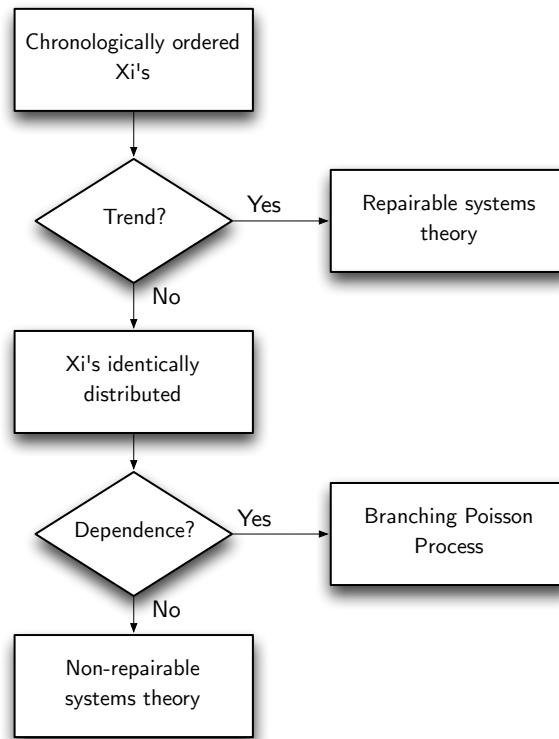 Chronologically ordered
Xi's
Trend?
Yes
Repairable systems
theory
No
Xi's identically
distributed
Dependence?
Yes
Branching Poisson
Process
No
Non-repairable
systems theory